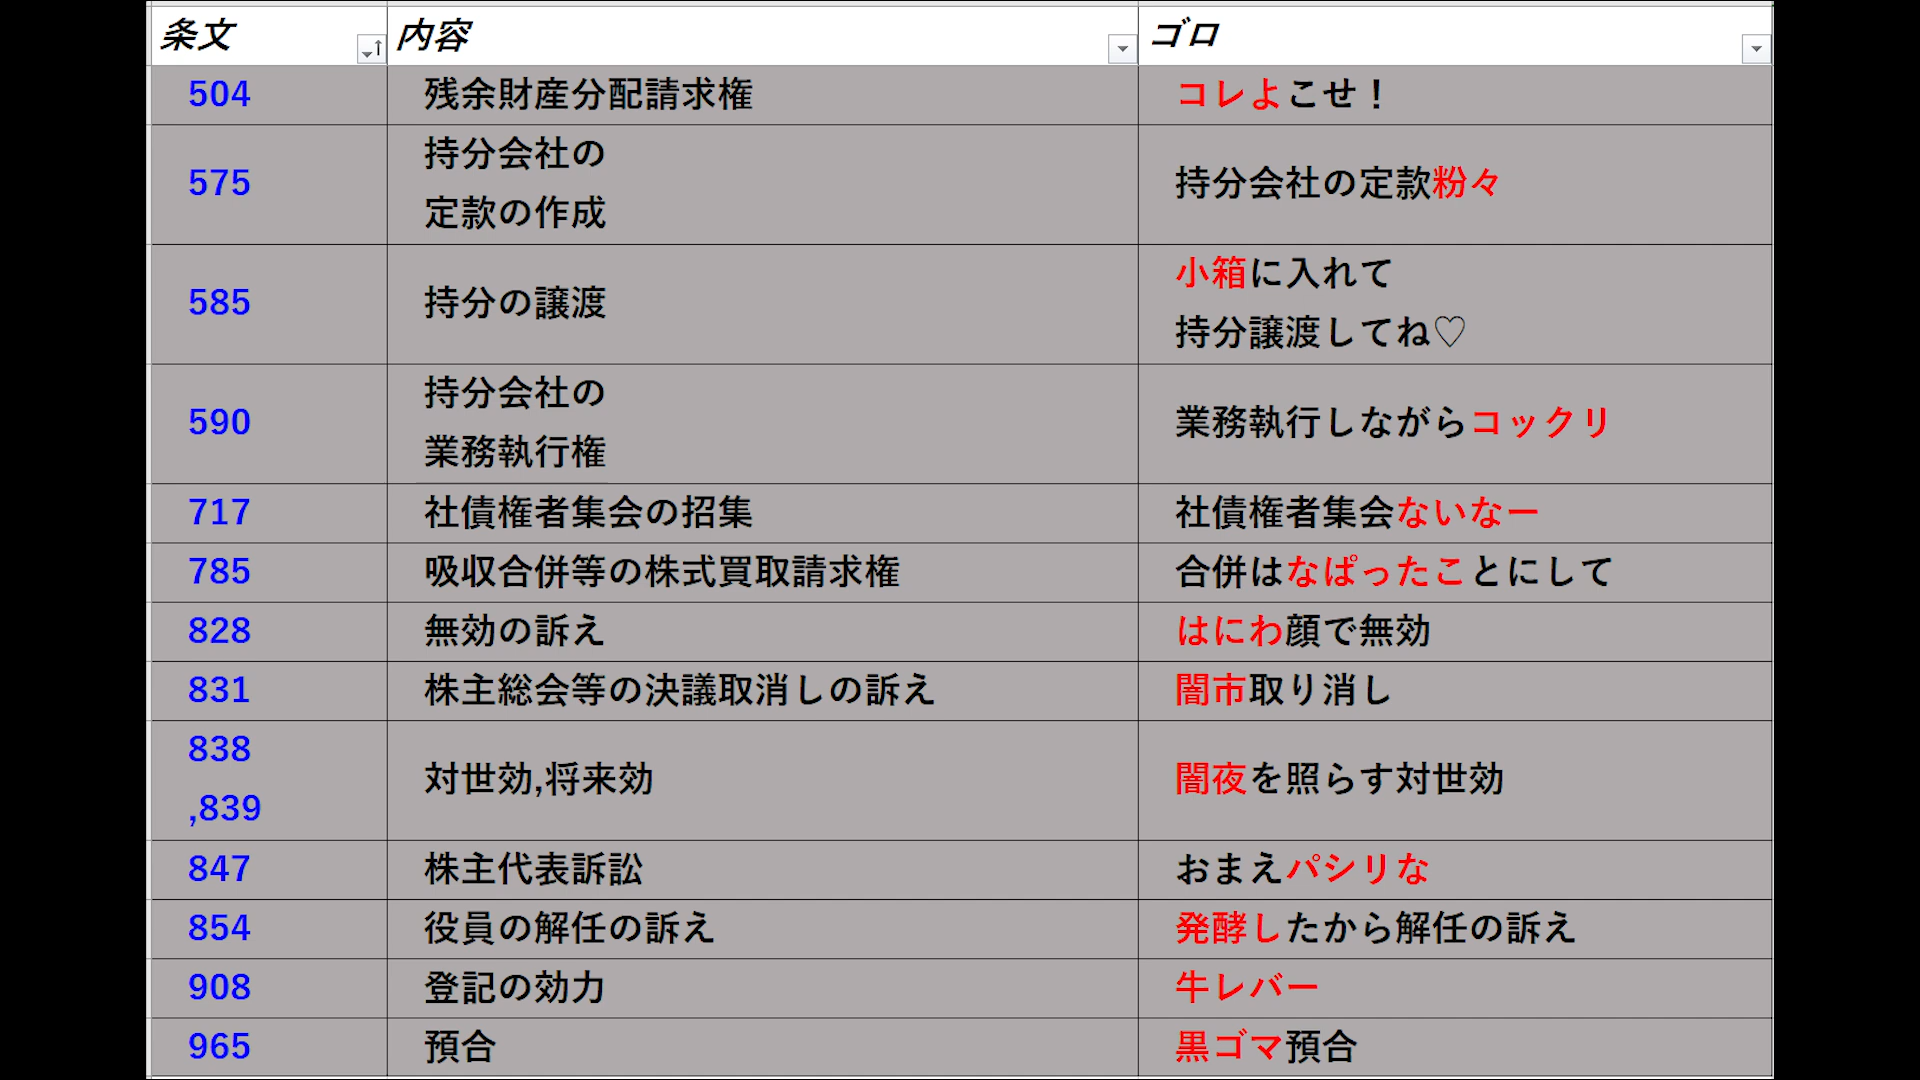 条文 内容 ゴロ
504 残余財産分配請求権 コレよこせ！
575 持分会社の
定款の作成 持分会社の定款粉々
585 持分の譲渡 小箱に入れて
持分譲渡してね♡
590 持分会社の
業務執行権 業務執行しながらコックリ
717 社債権者集会の招集 社債権者集会ないなー
785 吸収合併等の株式買取請求権 合併はなぱったことにして
828 無効の訴え はにわ顔で無効
831 株主総会等の決議取消しの訴え 闇市取り消し
838
,839 対世効,将来効 闇夜を照らす対世効
847 株主代表訴訟 おまえパシリな
854 役員の解任の訴え 発酵したから解任の訴え
908 登記の効力 牛レバー
965 預合 黒ゴマ預合